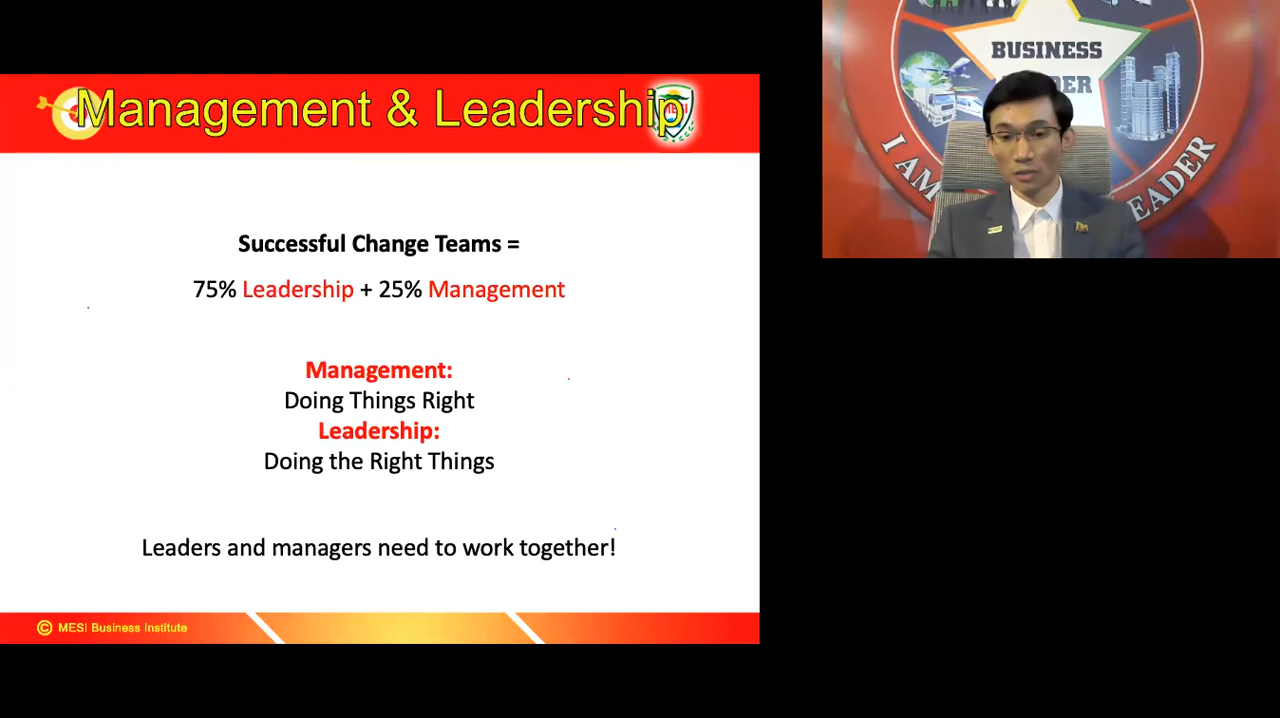 Management & Leadership
Successful Change Teams =
75% Leadership + 25% Management
Management:
Doing Things Right
Leadership:
Doing the Right Things
Leaders and managers need to work together!
© MESI Business Institute
BUSINESS
I AM
LEADER